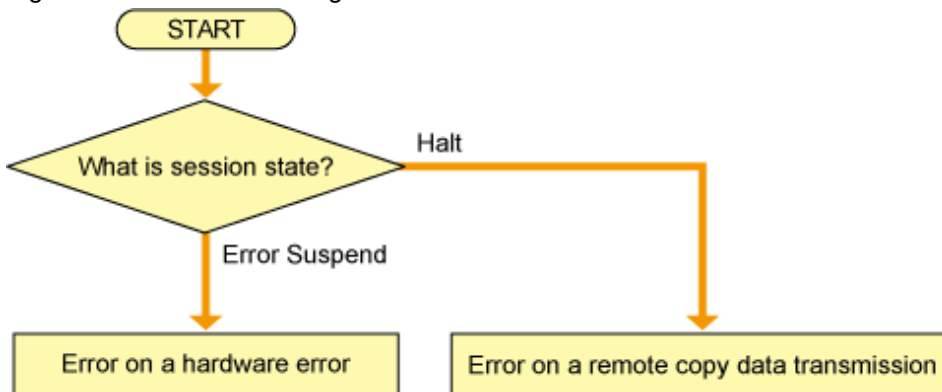 START
What is session state?
Halt
Error Suspend
Error on a hardware error
Error on a remote copy data transmission